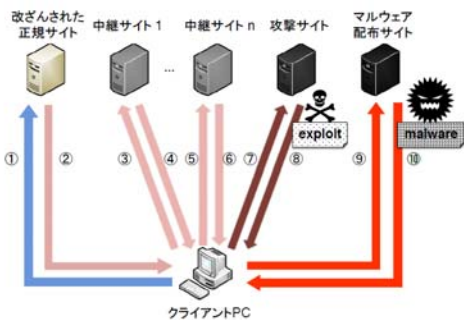 改ざんされた
正規サイト
中継サイト 1
...
中継サイト n
攻撃サイト
マルウェア
配布サイト
exploit
malware
① ② ③ ④ ⑤ ⑥ ⑦ ⑧ ⑨ ⑩
クライアントPC